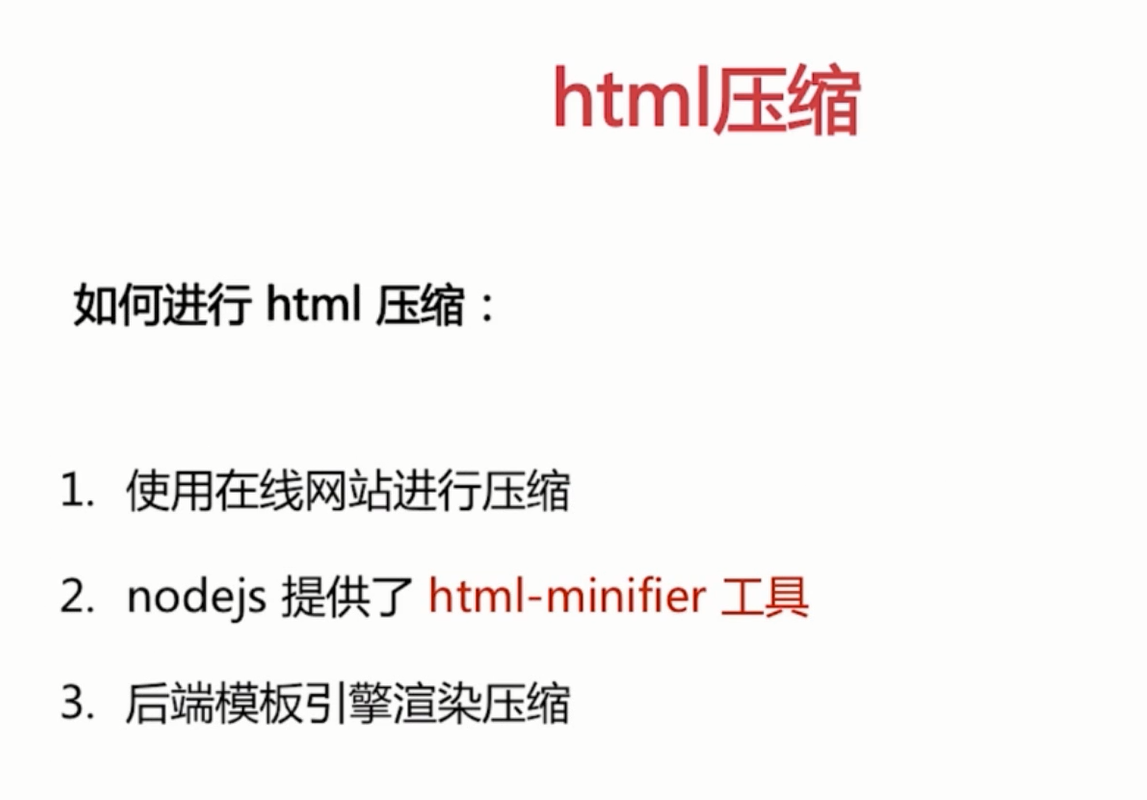 html压缩
如何进行 html 压缩：
1. 使用在线网站进行压缩
2. nodejs 提供了 html-minifier 工具
3. 后端模板引擎渲染压缩